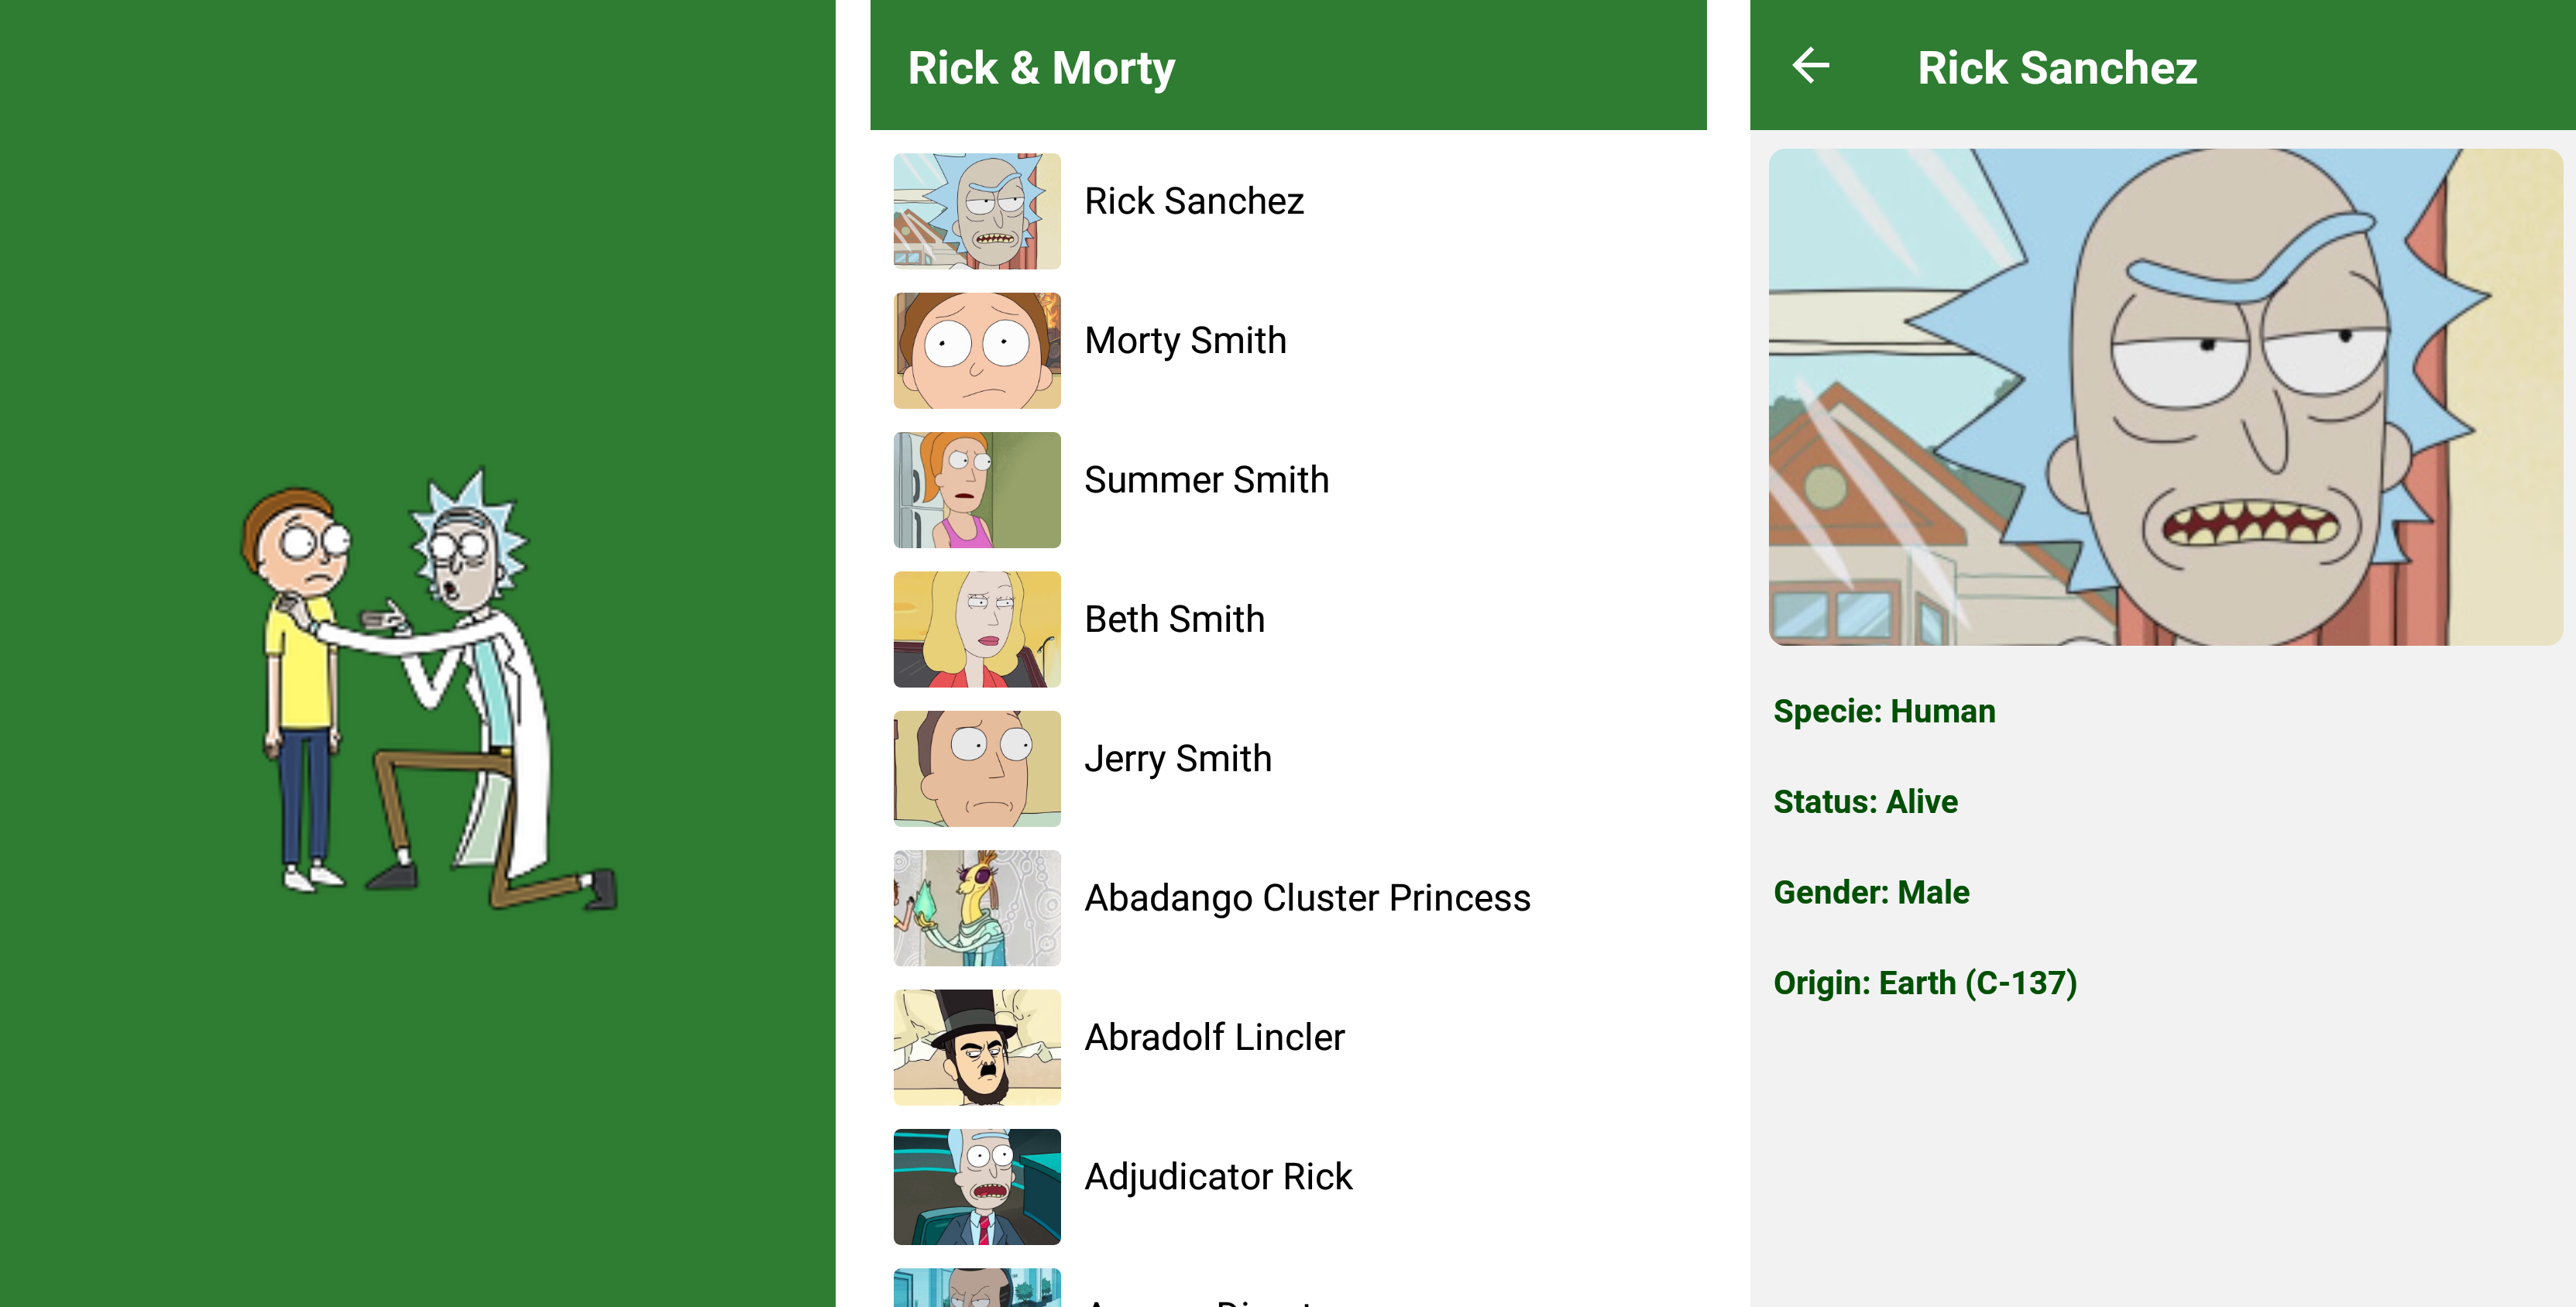 Rick & Morty
Rick Sanchez
Morty Smith
Summer Smith
Beth Smith
Jerry Smith
Abadango Cluster Princess
Abradolf Lincler
Adjudicator Rick
Rick Sanchez
Specie: Human
Status: Alive
Gender: Male
Origin: Earth (C-137)